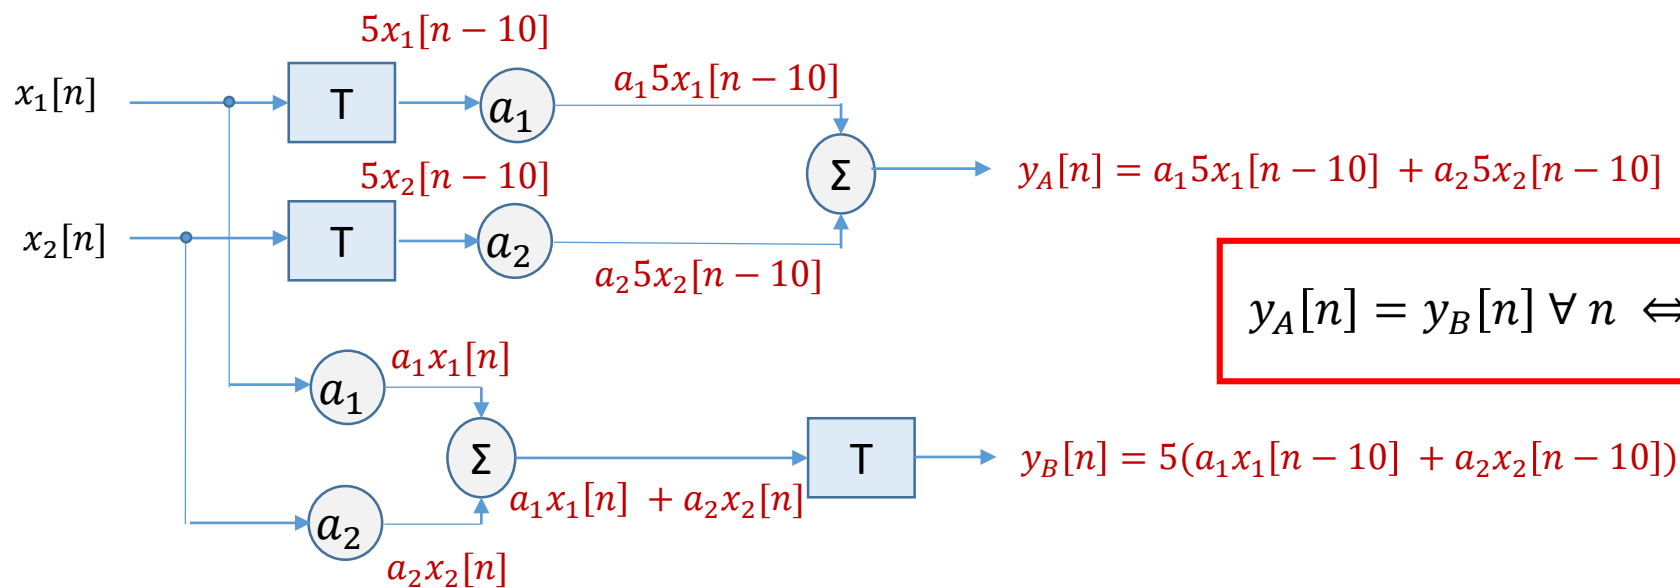 5x₁[n − 10]
x₁[n]
T
a₁
a₁5x₁[n − 10]
5x₂[n − 10]
Σ
y_A[n] = a₁5x₁[n − 10] + a₂5x₂[n − 10]
x₂[n]
T
a₂
a₂5x₂[n − 10]
y_A[n] = y_B[n] ∀ n ⇔
a₁x₁[n]
a₁
Σ
T
y_B[n] = 5(a₁x₁[n − 10] + a₂x₂[n − 10])
a₁x₁[n] + a₂x₂[n]
a₂
a₂x₂[n]